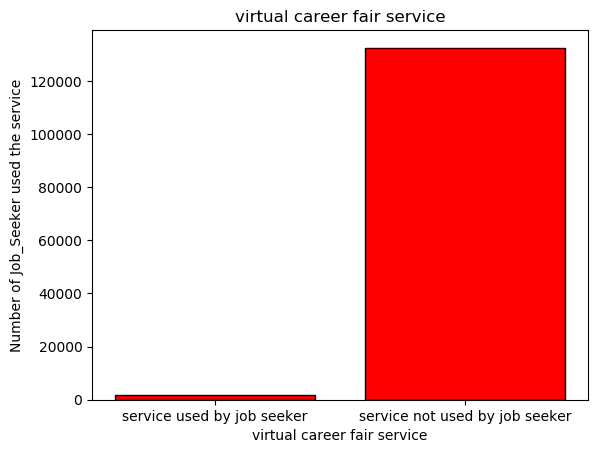 virtual career fair service
Number of Job_Seeker used the service
120000
100000
80000
60000
40000
20000
0
service used by job seeker
service not used by job seeker
virtual career fair service